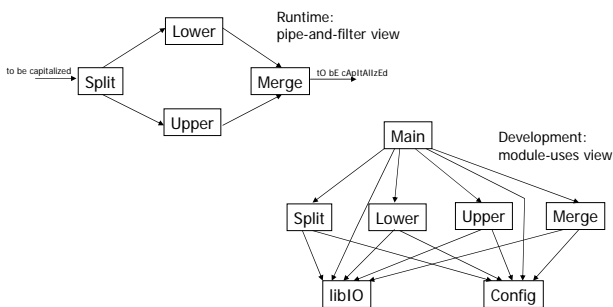 Runtime:
pipe-and-filter view
Lower
to be capitalized
Split
Merge
tO bE cApItAlIzEd
Upper
Main
Development:
module-uses view
Split
Lower
Upper
Merge
libIO
Config